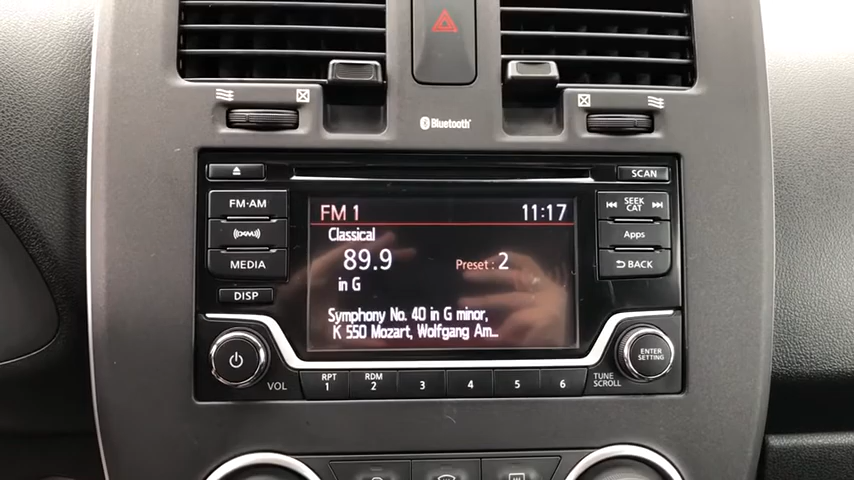 Bluetooth
SCAN
FM·AM
SEEK
CAT
((XM))
Apps
MEDIA
BACK
DISP
FM 1
11:17
Classical
89.9
Preset : 2
in G
Symphony No. 40 in G minor,
K 550 Mozart, Wolfgang Am...
VOL
RPT
1
RDM
2
3
4
5
6
TUNE
SCROLL
ENTER
SETTING